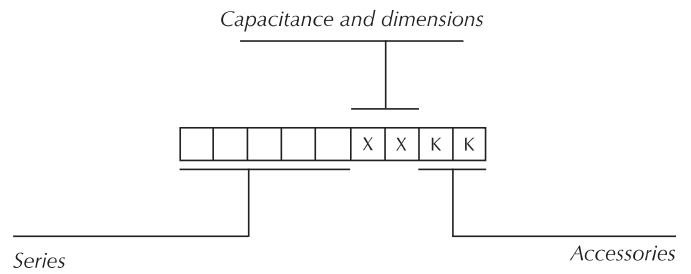 Capacitance and dimensions
X X K K
Series
Accessories